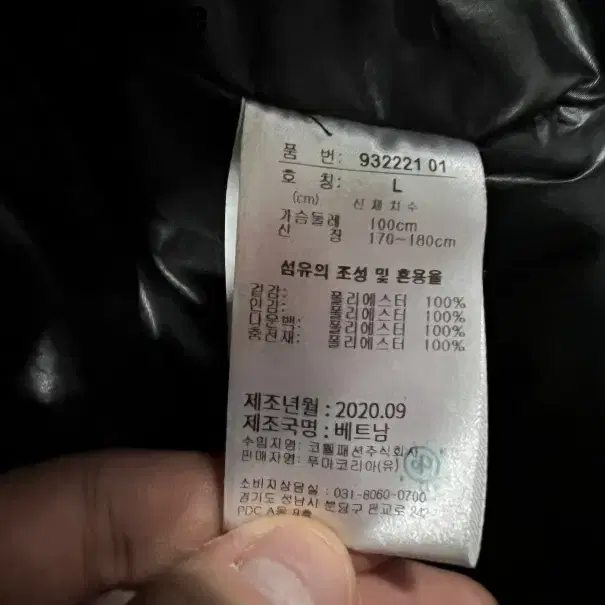 품 번: 932221 01
호 칭: L
(cm) 신체치수
가슴둘레 100cm
신 장 170-180cm
섬유의 조성 및 혼용율
겉감: 폴리에스터 100%
안감: 폴리에스터 100%
다운백: 폴리에스터 100%
충전재: 폴리에스터 100%
제조년월 : 2020.09
제조국명 : 베트남
수입자명: 코웰패션주식회사
판매자명: 푸마코리아(유)
소비자상담실 : 031-8060-0700
경기도 성남시 분당구 판교로
PDC A동 8층